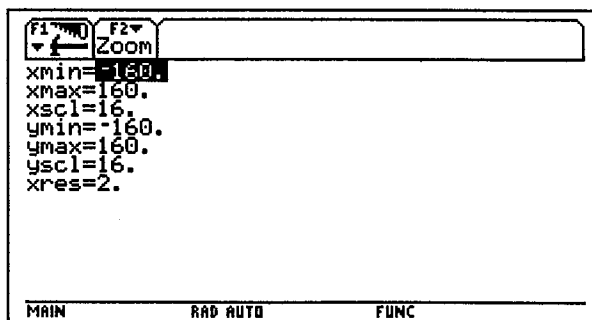 F1 F2
Zoom
xmin=-160.
xmax=160.
xscl=16.
ymin=-160.
ymax=160.
yscl=16.
xres=2.
MAIN RAD AUTO FUNC